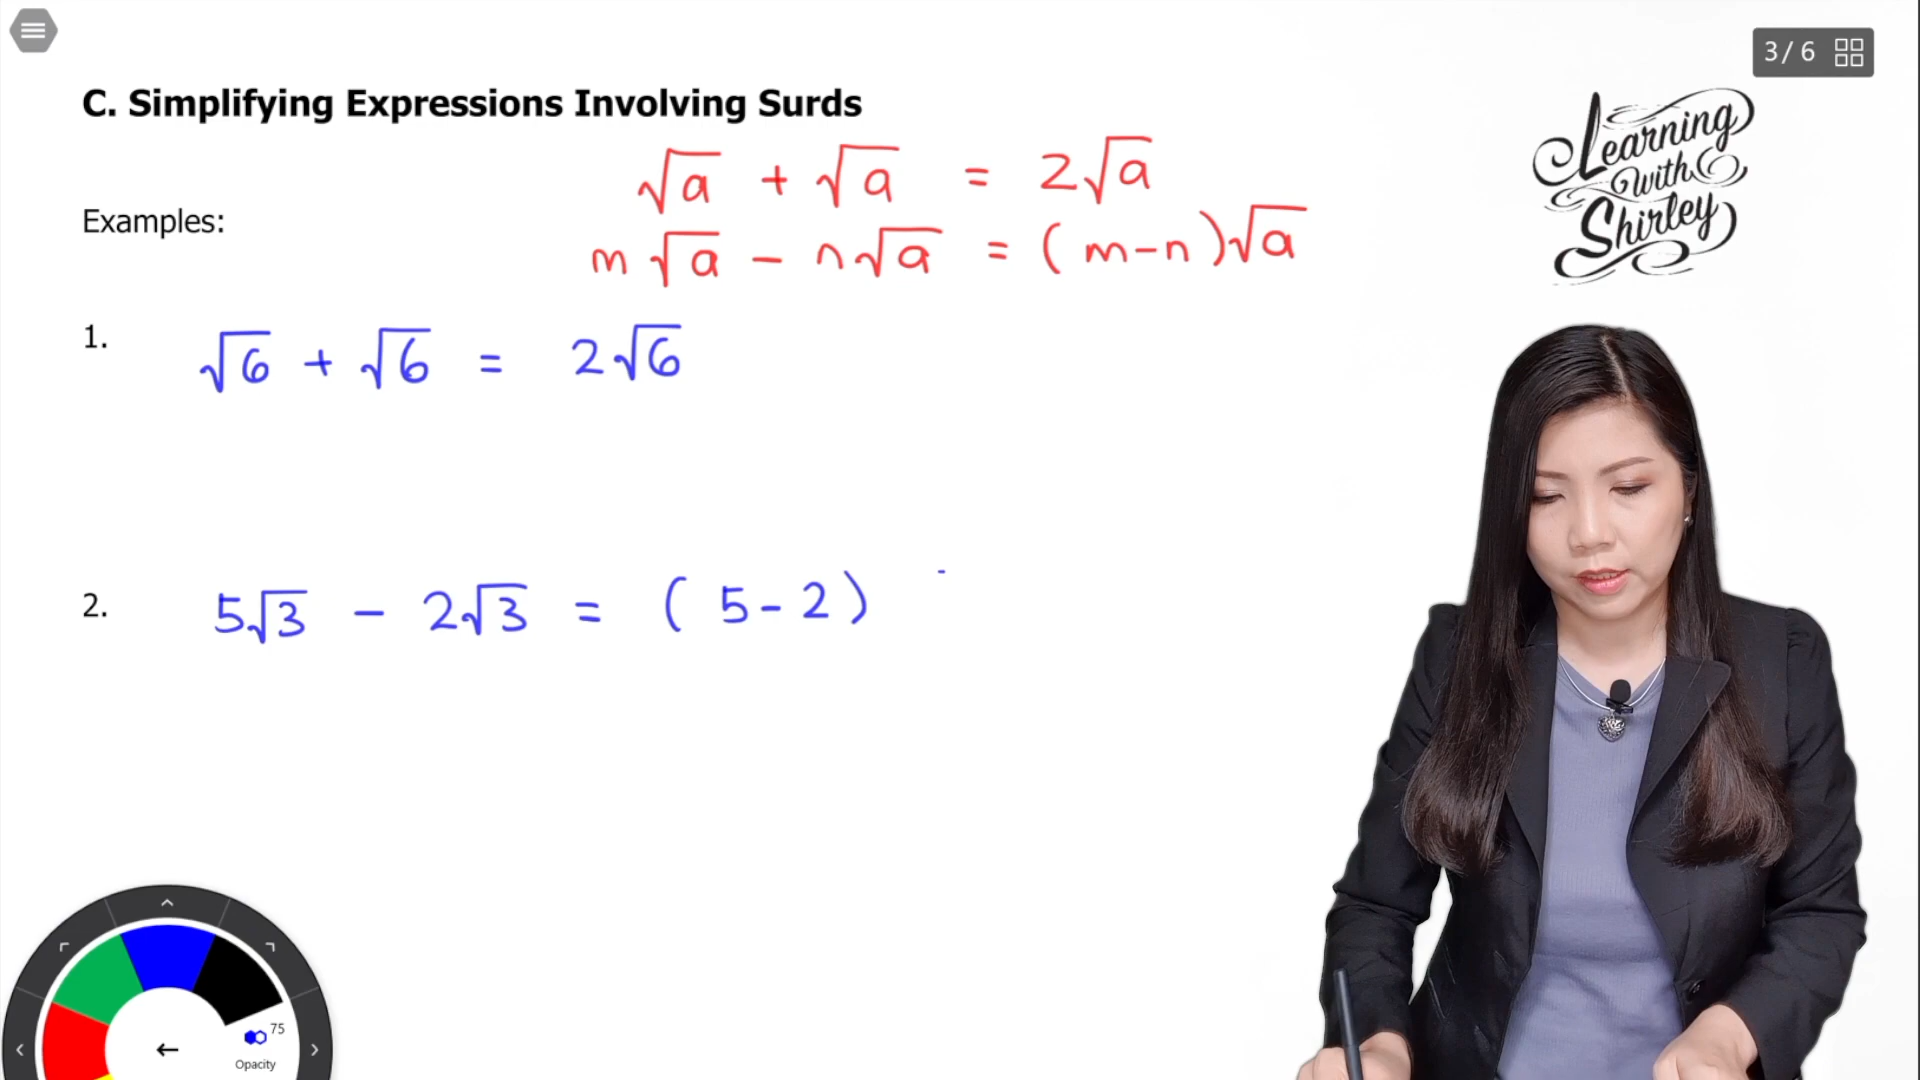 3/6
C. Simplifying Expressions Involving Surds
√a + √a = 2√a
Examples:
m√a - n√a = (m-n)√a
Learning
with
Shirley
1. √6 + √6 = 2√6
2. 5√3 - 2√3 = (5-2)
75
Opacity